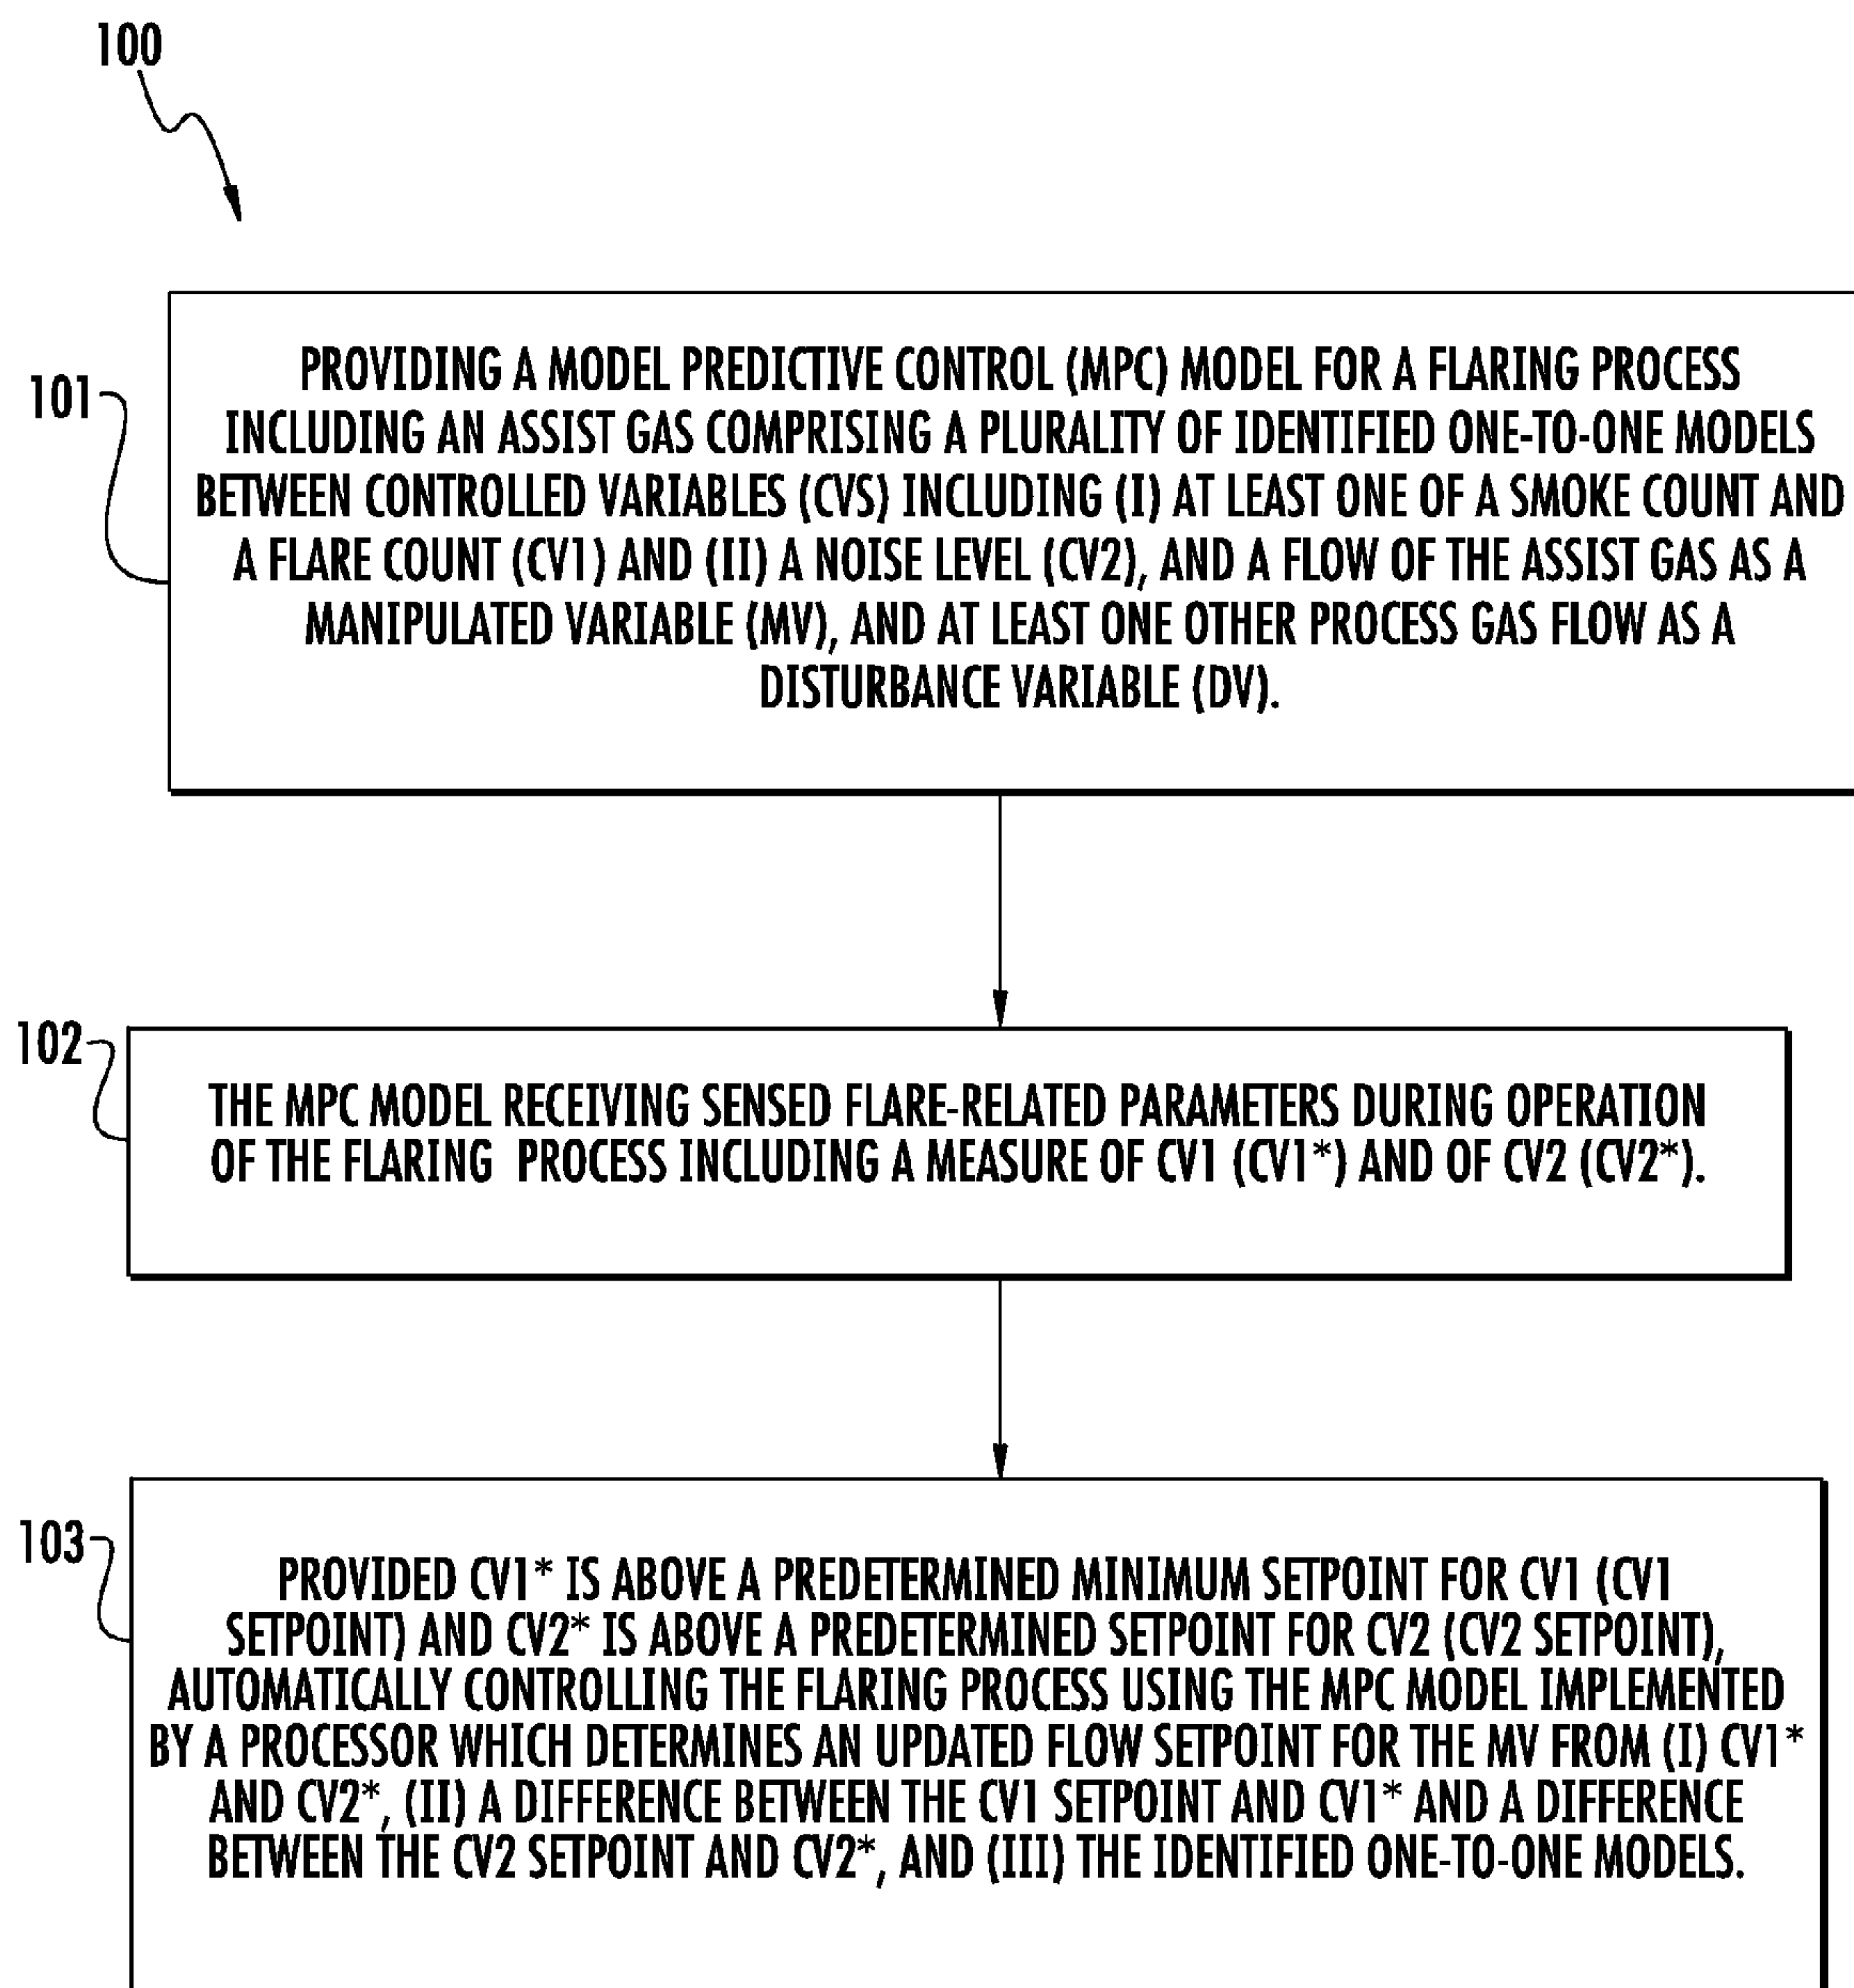 100
101
PROVIDING A MODEL PREDICTIVE CONTROL (MPC) MODEL FOR A FLARING PROCESS
INCLUDING AN ASSIST GAS COMPRISING A PLURALITY OF IDENTIFIED ONE-TO-ONE MODELS
BETWEEN CONTROLLED VARIABLES (CVS) INCLUDING (I) AT LEAST ONE OF A SMOKE COUNT AND
A FLARE COUNT (CV1) AND (II) A NOISE LEVEL (CV2), AND A FLOW OF THE ASSIST GAS AS A
MANIPULATED VARIABLE (MV), AND AT LEAST ONE OTHER PROCESS GAS FLOW AS A
DISTURBANCE VARIABLE (DV).
102
THE MPC MODEL RECEIVING SENSED FLARE-RELATED PARAMETERS DURING OPERATION
OF THE FLARING PROCESS INCLUDING A MEASURE OF CV1 (CV1*) AND OF CV2 (CV2*).
103
PROVIDED CV1* IS ABOVE A PREDETERMINED MINIMUM SETPOINT FOR CV1 (CV1
SETPOINT) AND CV2* IS ABOVE A PREDETERMINED SETPOINT FOR CV2 (CV2 SETPOINT),
AUTOMATICALLY CONTROLLING THE FLARING PROCESS USING THE MPC MODEL IMPLEMENTED
BY A PROCESSOR WHICH DETERMINES AN UPDATED FLOW SETPOINT FOR THE MV FROM (I) CV1*
AND CV2*, (II) A DIFFERENCE BETWEEN THE CV1 SETPOINT AND CV1* AND A DIFFERENCE
BETWEEN THE CV2 SETPOINT AND CV2*, AND (III) THE IDENTIFIED ONE-TO-ONE MODELS.